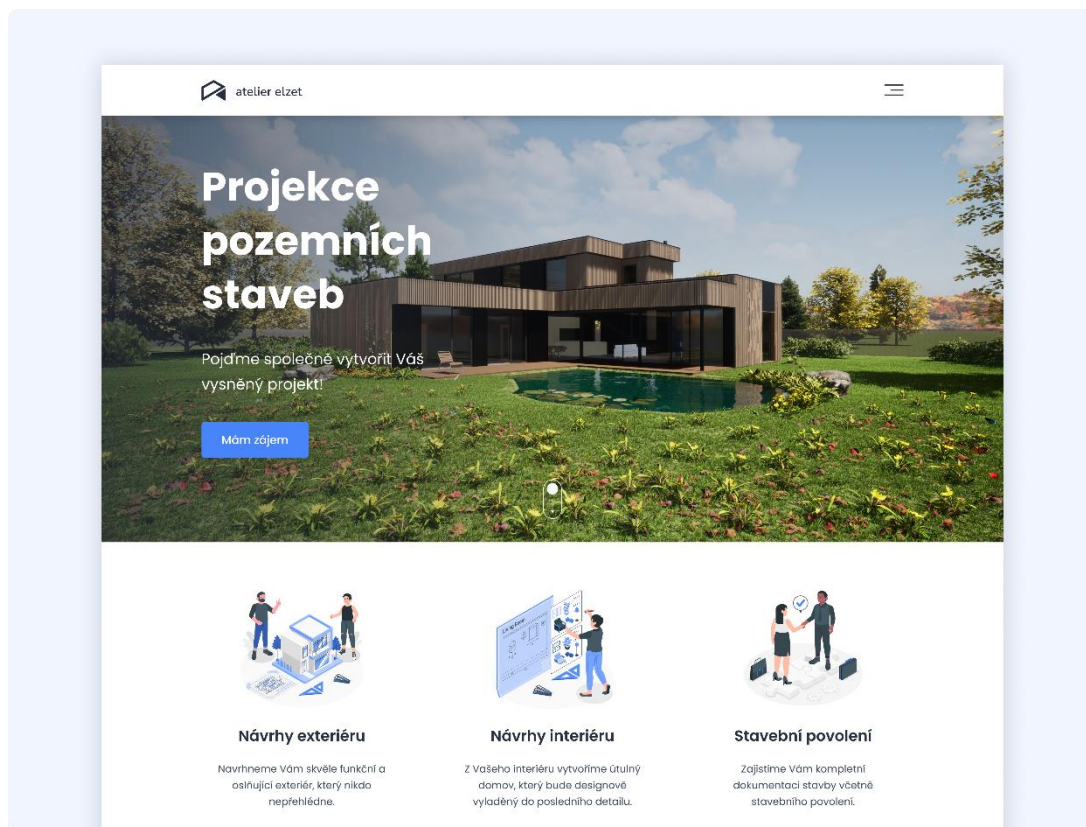 atelier elzet
Projekce
pozemních
staveb
Pojďme společně vytvořit Váš
vysněný projekt!
Mám zájem
Living Room
Návrhy exteriéru
Návrhy interiéru
Stavební povolení
Navrhneme Vám skvěle funkční a
oslňující exteriér, který nikdo
nepřehlédne.
Z Vašeho interiéru vytvoříme útulný
domov, který bude designově
vyladěný do posledního detailu.
Zajistíme Vám kompletní
dokumentaci stavby včetně
stavebního povolení.